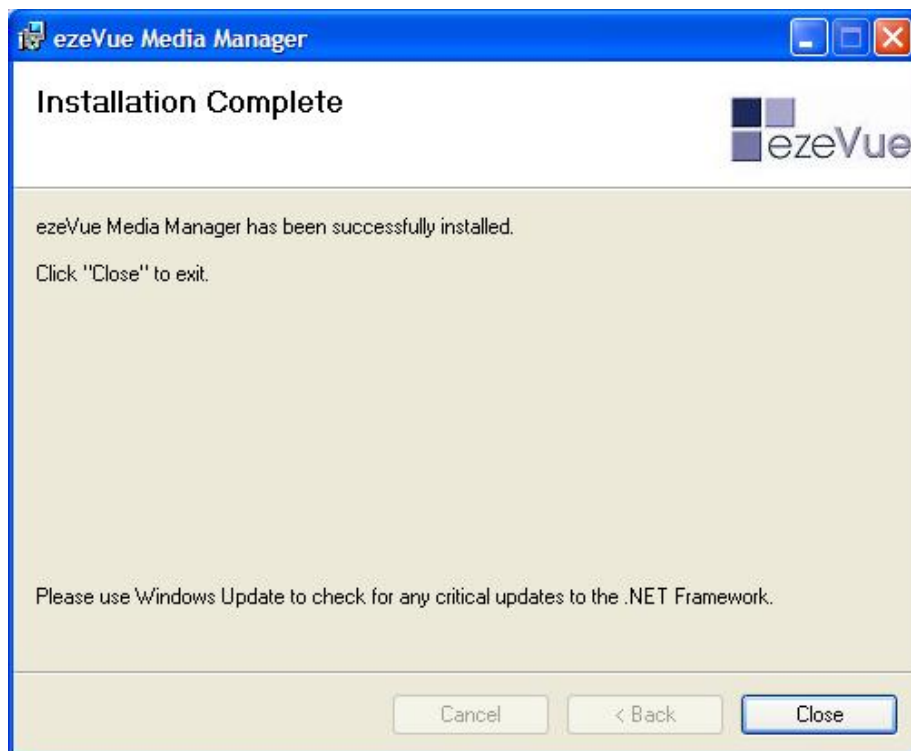 ezeVue Media Manager
Installation Complete
ezeVue
ezeVue Media Manager has been successfully installed.
Click "Close" to exit.
Please use Windows Update to check for any critical updates to the .NET Framework.
Cancel
< Back
Close